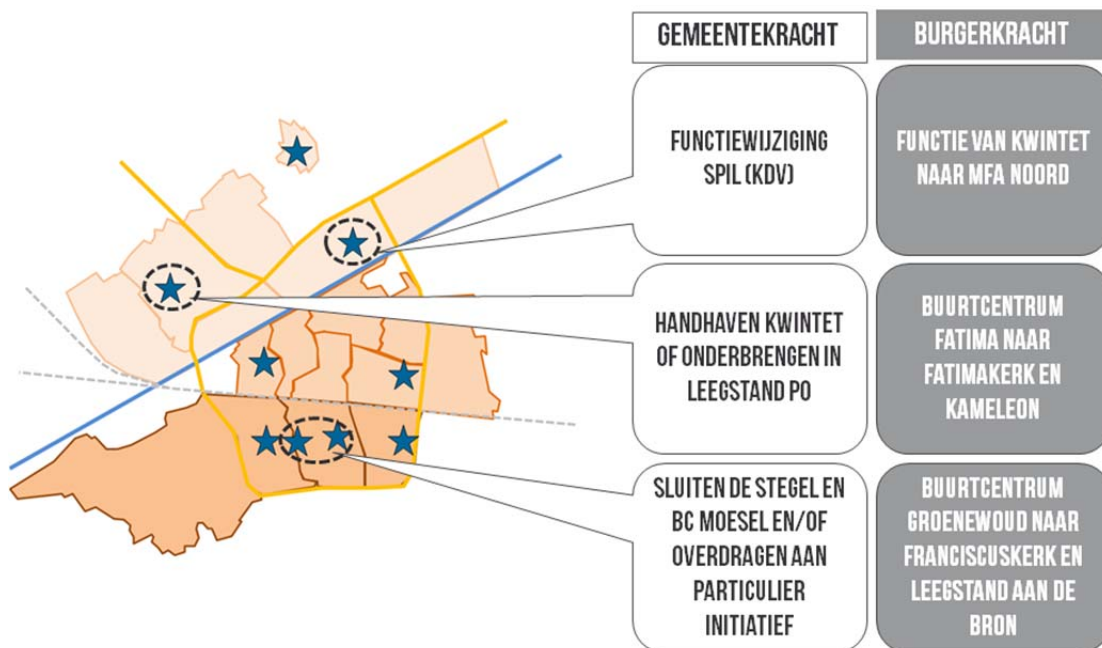 GEMEENTEKRACHT
BURGERKRACHT
FUNCTIEWIJZIGING
SPIL (KDV)
FUNCTIE VAN KWINTET
NAAR MFA NOORD
HANDHAVEN KWINTET
OF ONDERBRENGEN IN
LEEGSTAND PO
BUURTCENTRUM
FATIMA NAAR
FATIMAKERK EN
KAMELEON
SLUITEN DE STEGEL EN
BC MOESEL EN/OF
OVERDRAGEN AAN
PARTICULIER
INITIATIEF
BUURTCENTRUM
GROENEWOUD NAAR
FRANCISCUSKERK EN
LEEGSTAND AAN DE
BRON